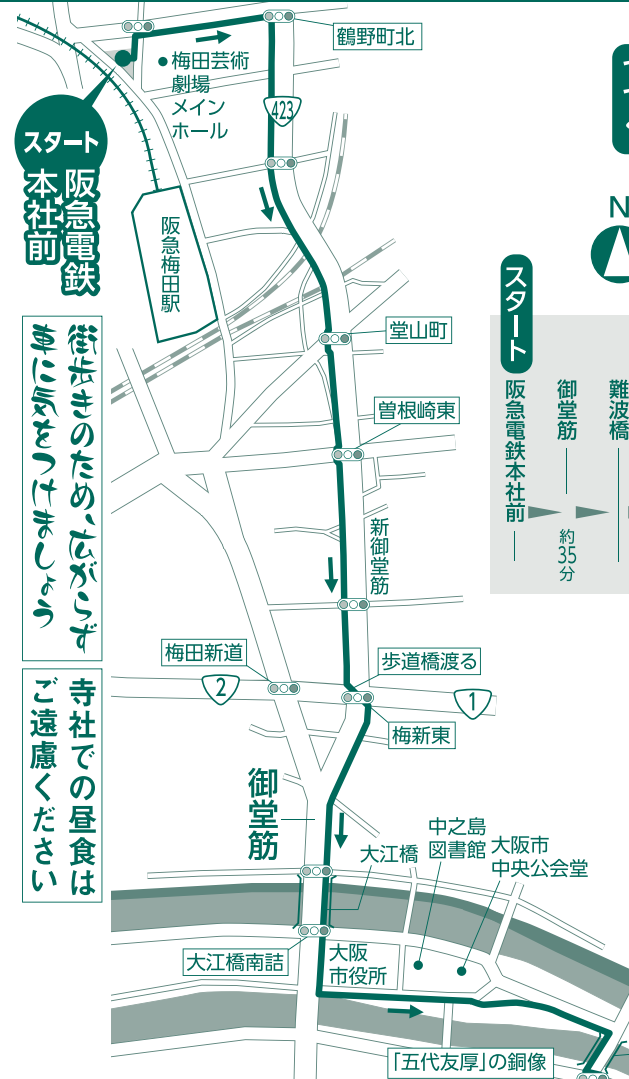 鶴野町北
梅田芸術
劇場
メイン
ホール
423
スタート
阪急電鉄
本社前
阪急梅田駅
N
堂山町
曽根崎東
スタート
阪急電鉄本社前
御堂筋
難波橋
約
35
分
新御堂筋
街歩きのため、広がらず
車に気をつけましょう
梅田新道
歩道橋渡る
2
1
梅新東
寺社での昼食は
ご遠慮ください
御堂筋
大江橋
中之島
図書館
大阪市
中央公会堂
大江橋南詰
大阪
市役所
「五代友厚」の銅像